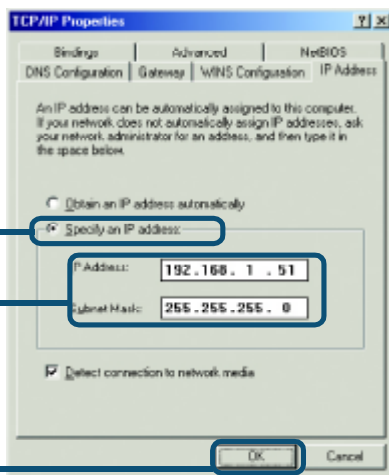 TCP/IP Properties
Bindings
Advanced
NetBIOS
DNS Configuration
Gateway
WINS Configuration
IP Address
An IP address can be automatically assigned to this computer.
If your network does not automatically assign IP addresses, ask
your network administrator for an address, and then type it in
the space below.
Obtain an IP address automatically
Specify an IP address:
IP Address:
192.168. 1 .51
Subnet Mask:
255.255.255. 0
Detect connection to network media
OK
Cancel